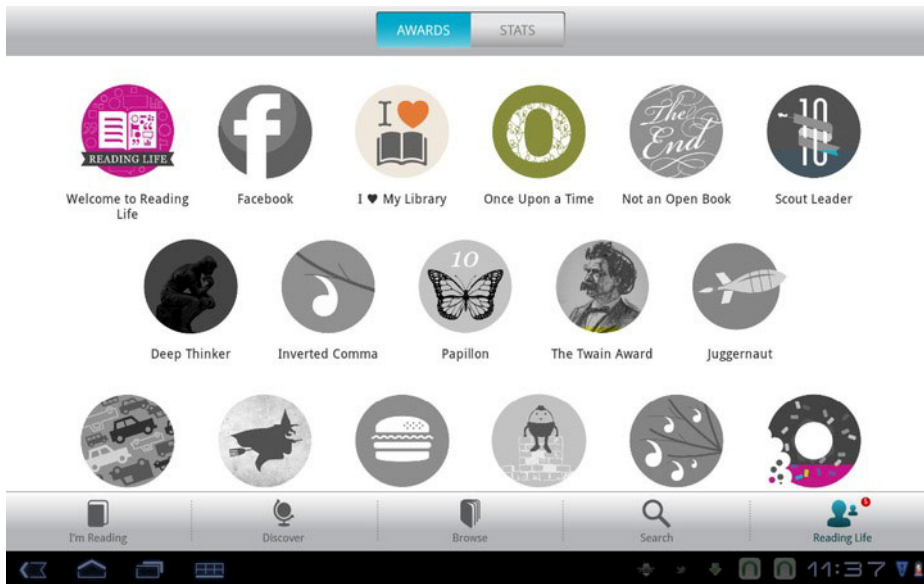 AWARDS STATS
READING LIFE
f
I ♥
O
The End
10
Welcome to Reading Life
Facebook
I ♥ My Library
Once Upon a Time
Not an Open Book
Scout Leader
10
Deep Thinker
Inverted Comma
Papillon
The Twain Award
Juggernaut
I'm Reading
Discover
Browse
Search
5
Reading Life
11:37